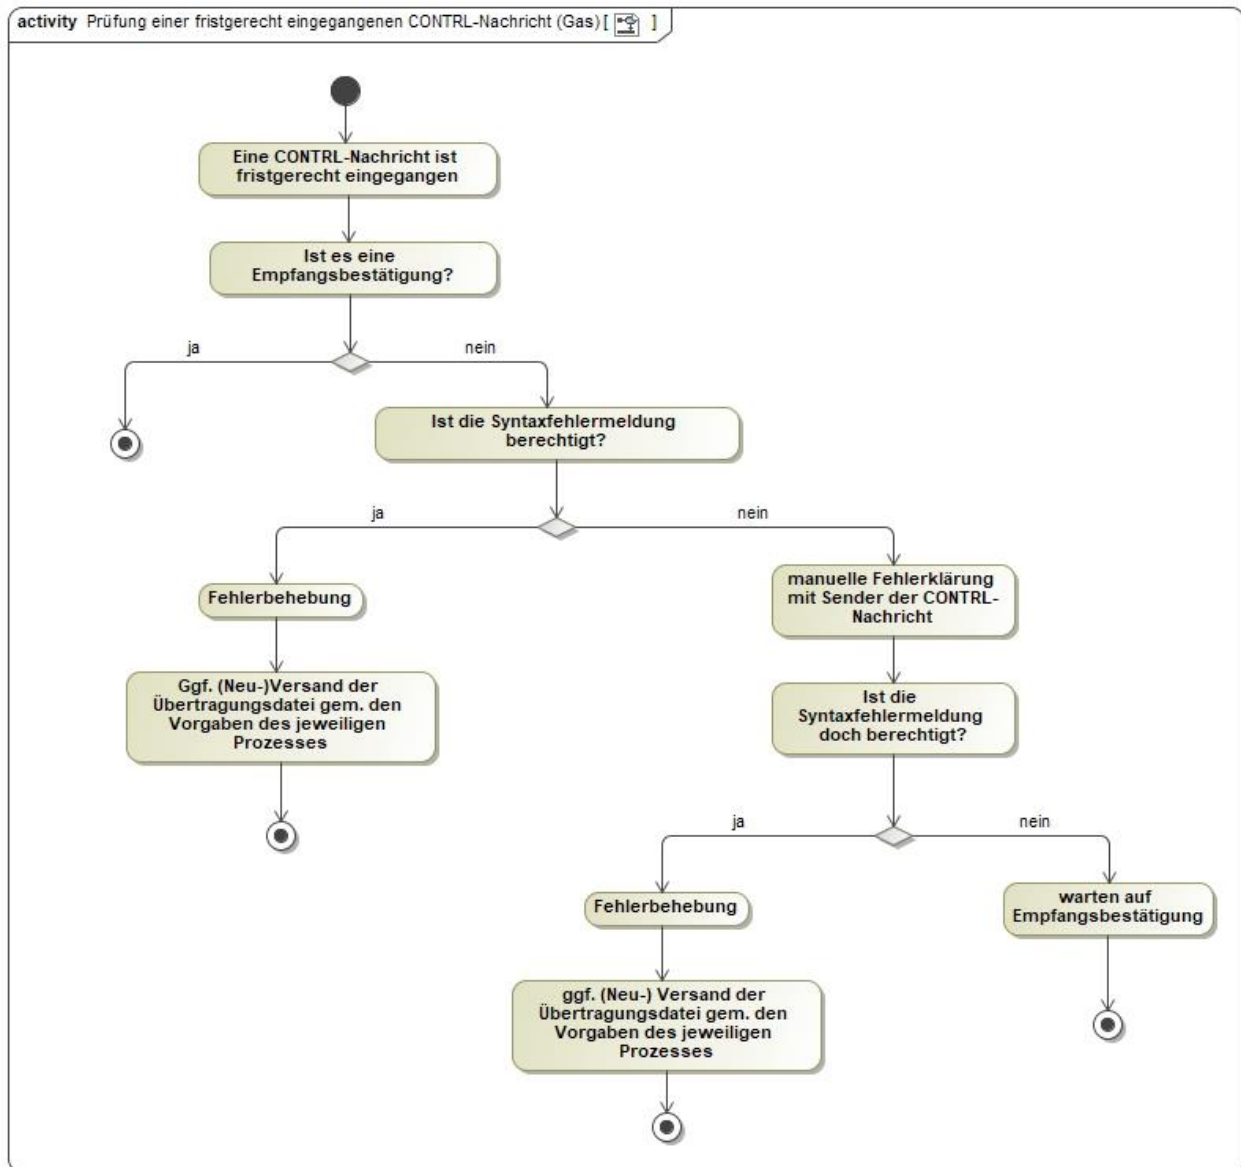 activity Prüfung einer fristgerecht eingegangenen CONTRL-Nachricht (Gas) [ ]
Eine CONTRL-Nachricht ist
fristgerecht eingegangen
Ist es eine
Empfangsbestätigung?
ja
nein
Ist die Syntaxfehlermeldung
berechtigt?
ja
nein
Fehlerbehebung
manuelle Fehlerklärung
mit Sender der CONTRL-
Nachricht
Ggf. (Neu-)Versand der
Übertragungsdatei gem. den
Vorgaben des jeweiligen
Prozesses
Ist die
Syntaxfehlermeldung
doch berechtigt?
ja
nein
Fehlerbehebung
warten auf
Empfangsbestätigung
ggf. (Neu-) Versand der
Übertragungsdatei gem. den
Vorgaben des jeweiligen
Prozesses